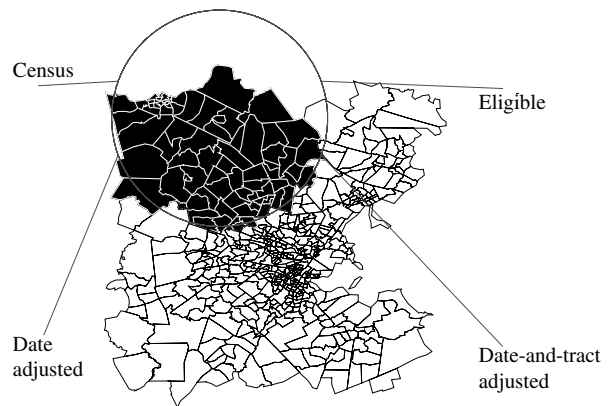 Census
Eligible
Date
adjusted
Date-and-tract
adjusted